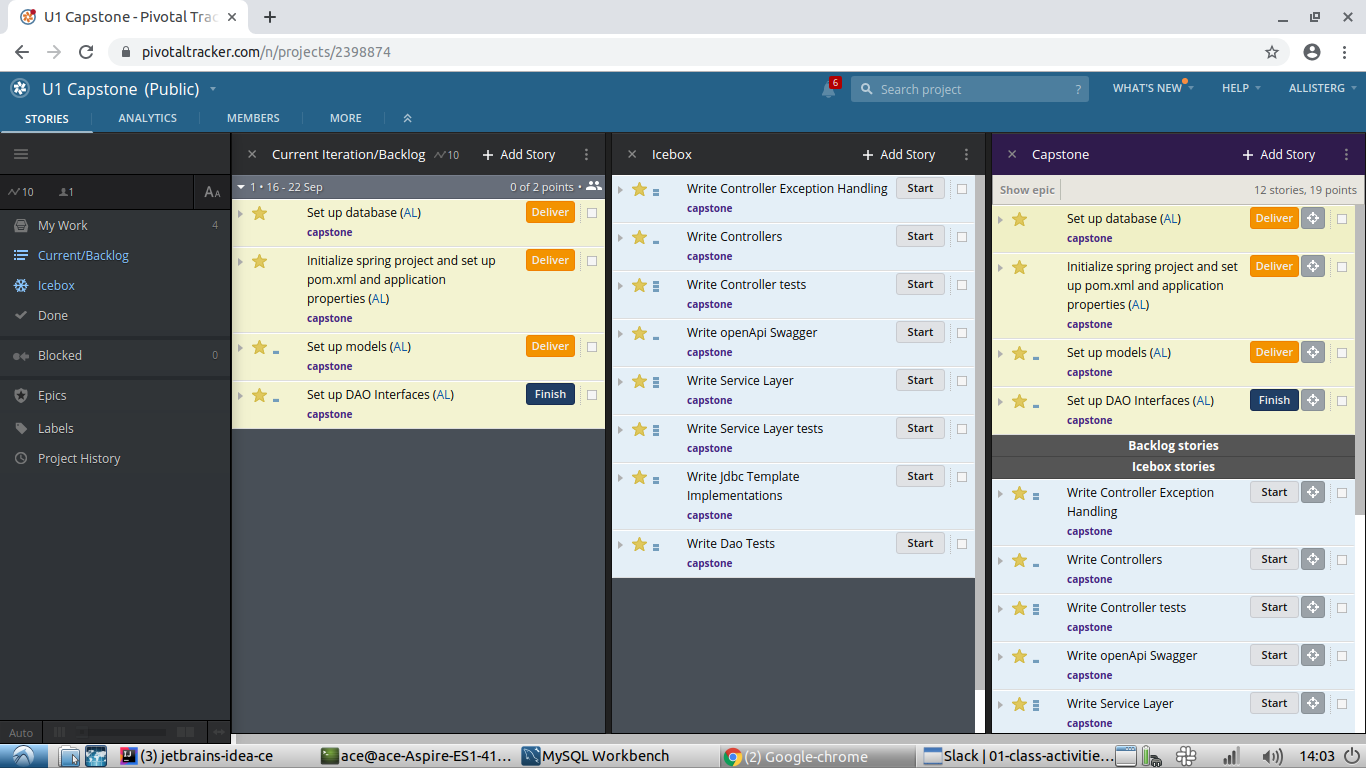 U1 Capstone - Pivotal Trac
pivotaltracker.com/n/projects/2398874
U1 Capstone (Public)
6
Search project
?
WHAT'S NEW
HELP
ALLISTERG
STORIES
ANALYTICS
MEMBERS
MORE
10
1
AA
My Work
4
Current/Backlog
Icebox
Done
Blocked
0
Epics
Labels
Project History
Auto
Current Iteration/Backlog
10
+ Add Story
1 • 16 - 22 Sep
0 of 2 points •
Set up database (AL)
Deliver
capstone
Initialize spring project and set up
Deliver
pom.xml and application
properties (AL)
capstone
Set up models (AL)
Deliver
capstone
Set up DAO Interfaces (AL)
Finish
capstone
Icebox
+ Add Story
Write Controller Exception Handling
Start
capstone
Write Controllers
Start
capstone
Write Controller tests
Start
capstone
Write openApi Swagger
Start
capstone
Write Service Layer
Start
capstone
Write Service Layer tests
Start
capstone
Write Jdbc Template
Start
Implementations
capstone
Write Dao Tests
Start
capstone
Capstone
+ Add Story
Show epic
12 stories, 19 points
Set up database (AL)
Deliver
capstone
Initialize spring project and set
Deliver
up pom.xml and application
properties (AL)
capstone
Set up models (AL)
Deliver
capstone
Set up DAO Interfaces (AL)
Finish
capstone
Backlog stories
Icebox stories
Write Controller Exception
Start
Handling
capstone
Write Controllers
Start
capstone
Write Controller tests
Start
capstone
Write openApi Swagger
Start
capstone
Write Service Layer
Start
capstone
(3) jetbrains-idea-ce
ace@ace-Aspire-ES1-41...
MySQL Workbench
(2) Google-chrome
Slack | 01-class-activitie...
14:03